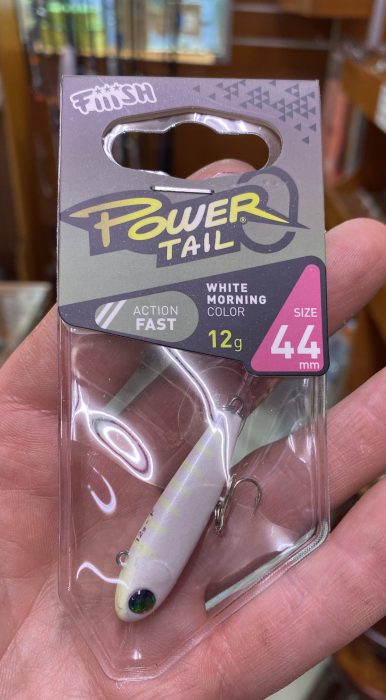 FIIISH
POWER
TAIL®
ACTION
FAST
WHITE
MORNING
COLOR
12g
SIZE
44
mm